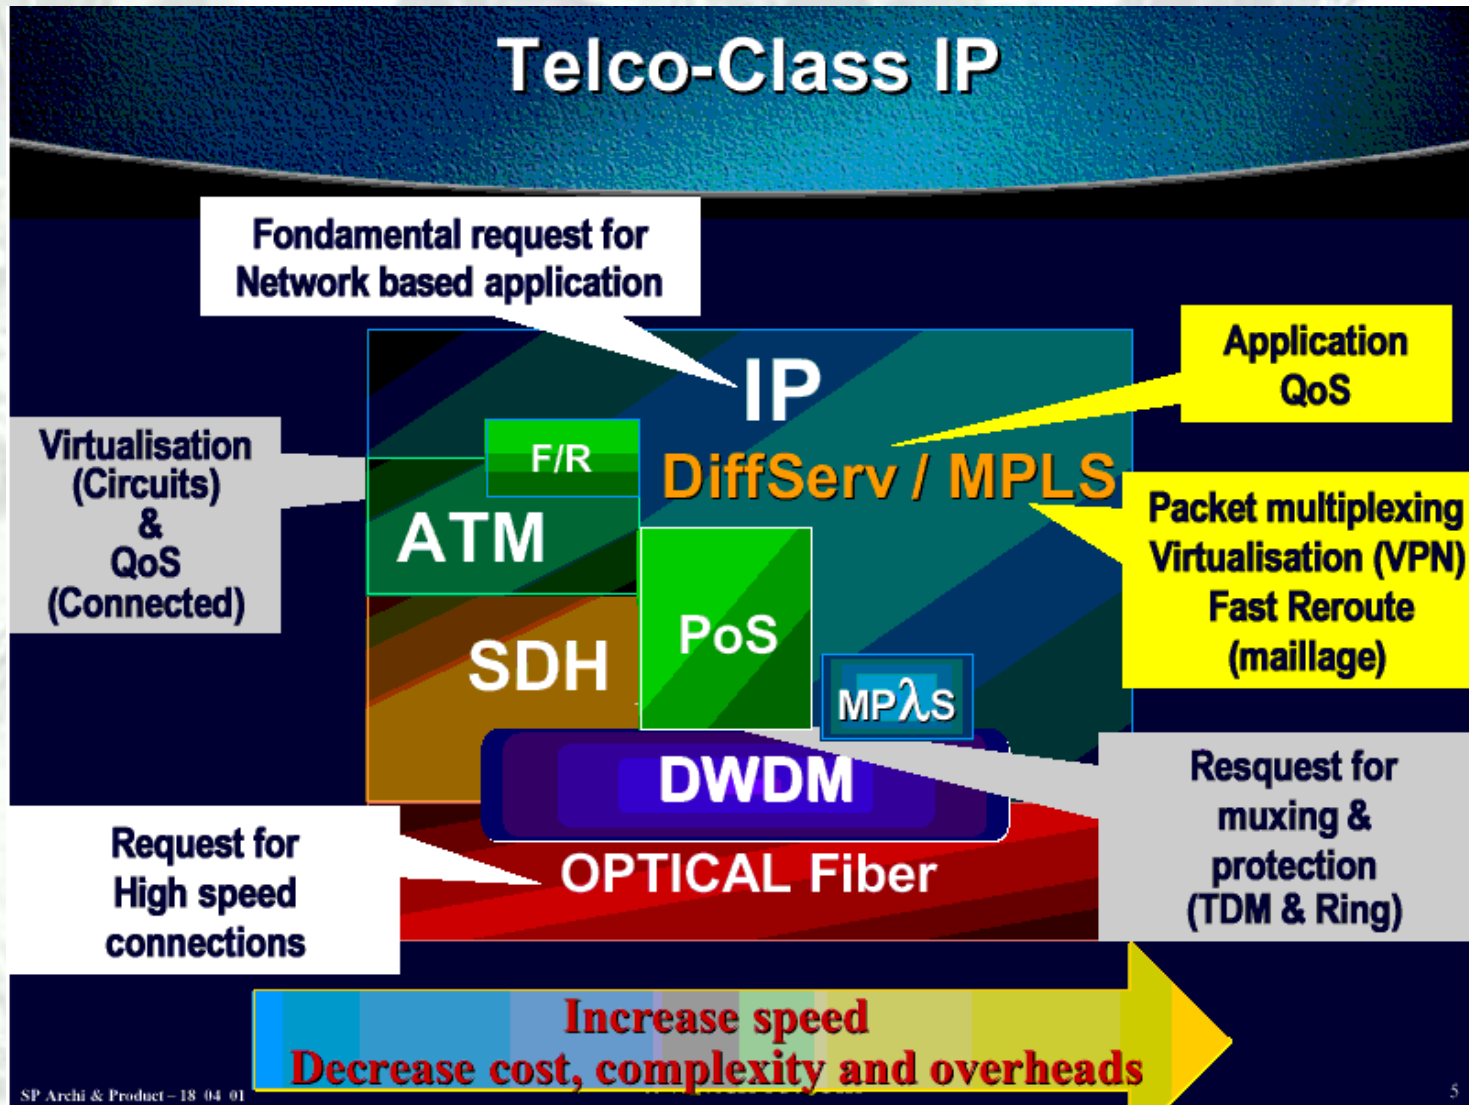 Telco-Class IP
Fondamental request for
Network based application
IP
Application
QoS
Virtualisation
(Circuits)
&
QoS
(Connected)
F/R
DiffServ / MPLS
ATM
Packet multiplexing
Virtualisation (VPN)
Fast Reroute
(maillage)
PoS
SDH
MPλS
DWDM
Resquest for
muxing &
protection
(TDM & Ring)
Request for
High speed
connections
OPTICAL Fiber
Increase speed
Decrease cost, complexity and overheads
SP Archi & Product – 18 04 01
5